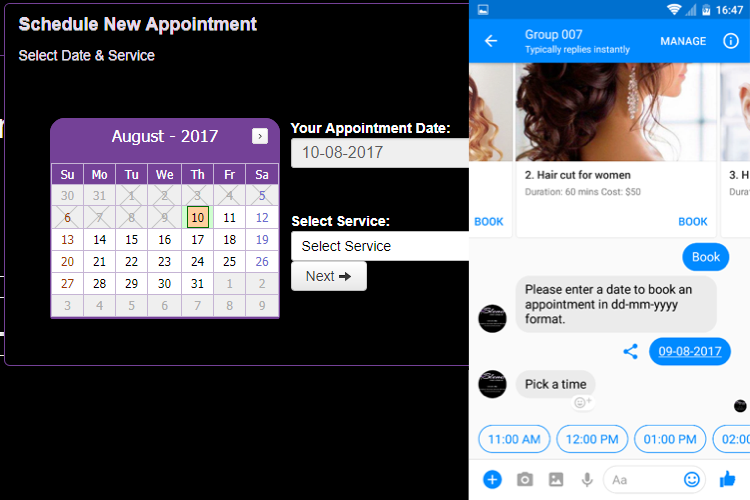 Schedule New Appointment
Select Date & Service
August - 2017
Su Mo Tu We Th Fr Sa
30 31 1 2 3 4 5
6 7 8 9 10 11 12
13 14 15 16 17 18 19
20 21 22 23 24 25 26
27 28 29 30 31 1 2
3 4 5 6 7 8 9
Your Appointment Date:
10-08-2017
Select Service:
Select Service
Next
16:47
Group 007
Typically replies instantly
MANAGE
2. Hair cut for women
Duration: 60 mins Cost: $50
3. H
BOOK
BOOK
Book
Please enter a date to book an
appointment in dd-mm-yyyy
format.
09-08-2017
Pick a time
11:00 AM 12:00 PM 01:00 PM 02:00
Aa